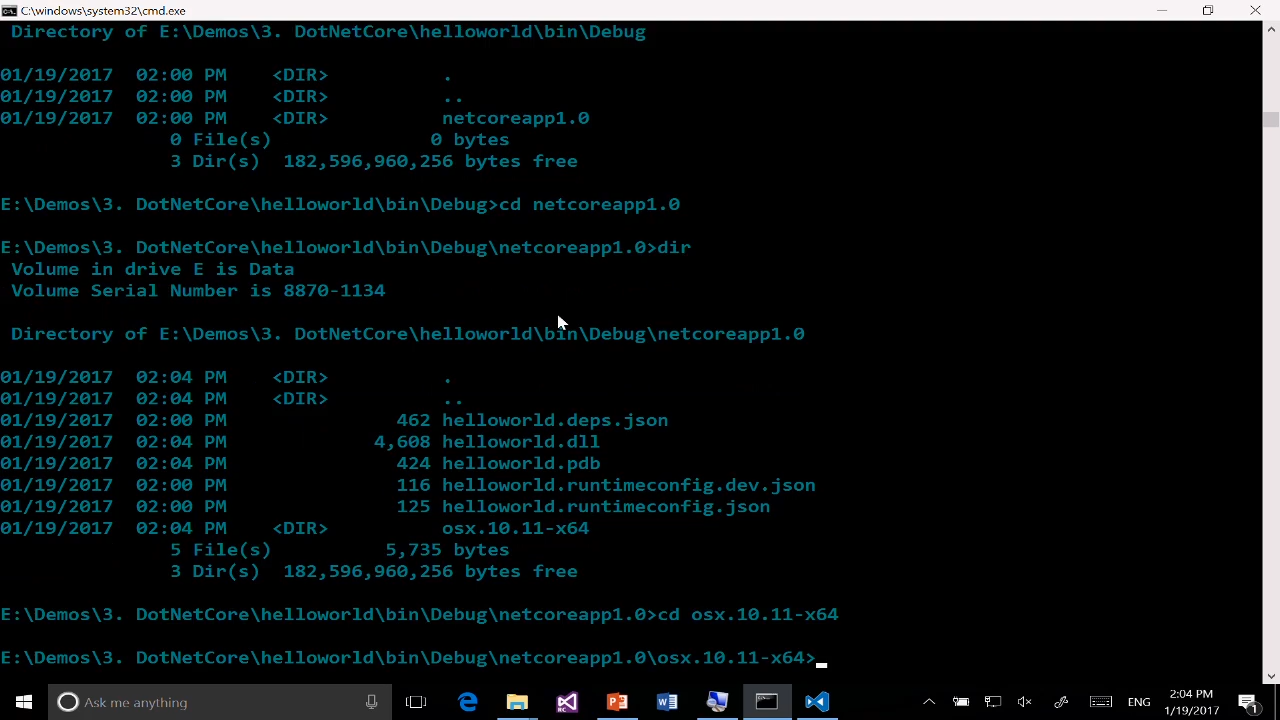 C:\windows\system32\cmd.exe
Directory of E:\Demos\3. DotNetCore\helloworld\bin\Debug
01/19/2017  02:00 PM    <DIR>          .
01/19/2017  02:00 PM    <DIR>          ..
01/19/2017  02:00 PM    <DIR>          netcoreapp1.0
0 File(s)              0 bytes
3 Dir(s)  182,596,960,256 bytes free
E:\Demos\3. DotNetCore\helloworld\bin\Debug>cd netcoreapp1.0
E:\Demos\3. DotNetCore\helloworld\bin\Debug\netcoreapp1.0>dir
Volume in drive E is Data
Volume Serial Number is 8870-1134
Directory of E:\Demos\3. DotNetCore\helloworld\bin\Debug\netcoreapp1.0
01/19/2017  02:04 PM    <DIR>          .
01/19/2017  02:04 PM    <DIR>          ..
01/19/2017  02:00 PM               462 helloworld.deps.json
01/19/2017  02:04 PM             4,608 helloworld.dll
01/19/2017  02:04 PM               424 helloworld.pdb
01/19/2017  02:00 PM               116 helloworld.runtimeconfig.dev.json
01/19/2017  02:00 PM               125 helloworld.runtimeconfig.json
01/19/2017  02:04 PM    <DIR>          osx.10.11-x64
5 File(s)          5,735 bytes
3 Dir(s)  182,596,960,256 bytes free
E:\Demos\3. DotNetCore\helloworld\bin\Debug\netcoreapp1.0>cd osx.10.11-x64
E:\Demos\3. DotNetCore\helloworld\bin\Debug\netcoreapp1.0\osx.10.11-x64>_
Ask me anything
ENG
2:04 PM
1/19/2017
1